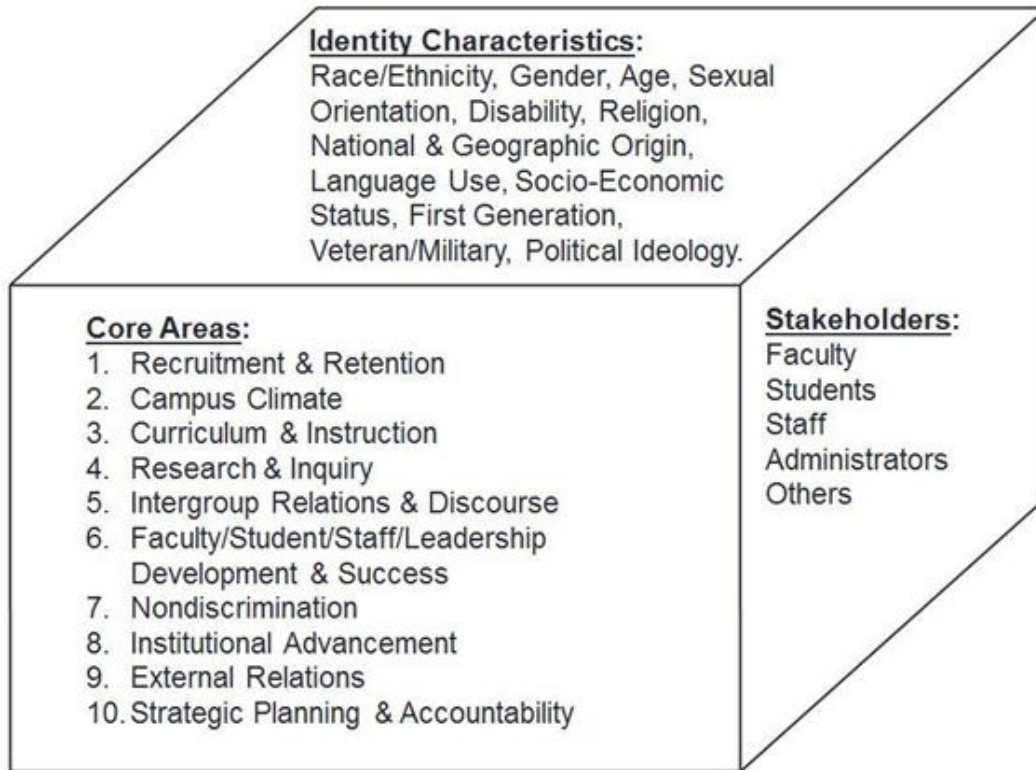 Identity Characteristics:
Race/Ethnicity, Gender, Age, Sexual
Orientation, Disability, Religion,
National & Geographic Origin,
Language Use, Socio-Economic
Status, First Generation,
Veteran/Military, Political Ideology.
Core Areas:
1. Recruitment & Retention
2. Campus Climate
3. Curriculum & Instruction
4. Research & Inquiry
5. Intergroup Relations & Discourse
6. Faculty/Student/Staff/Leadership
Development & Success
7. Nondiscrimination
8. Institutional Advancement
9. External Relations
10. Strategic Planning & Accountability
Stakeholders:
Faculty
Students
Staff
Administrators
Others